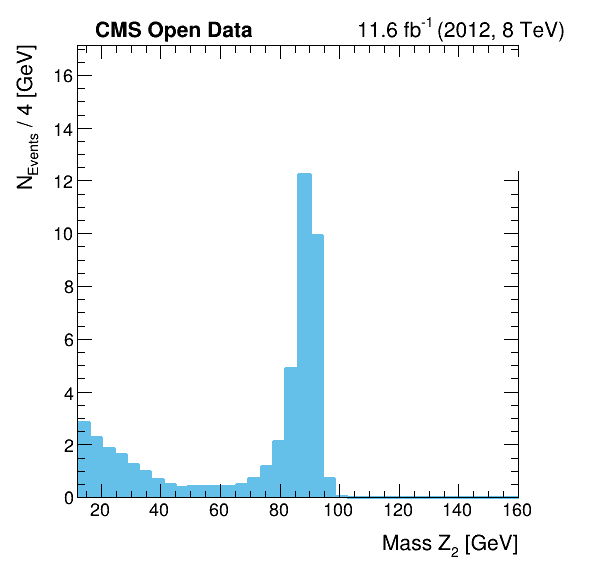 CMS Open Data
11.6 fb⁻¹ (2012, 8 TeV)
N_Events / 4 [GeV]
16
14
12
10
8
6
4
2
0
20 40 60 80 100 120 140 160
Mass Z₂ [GeV]